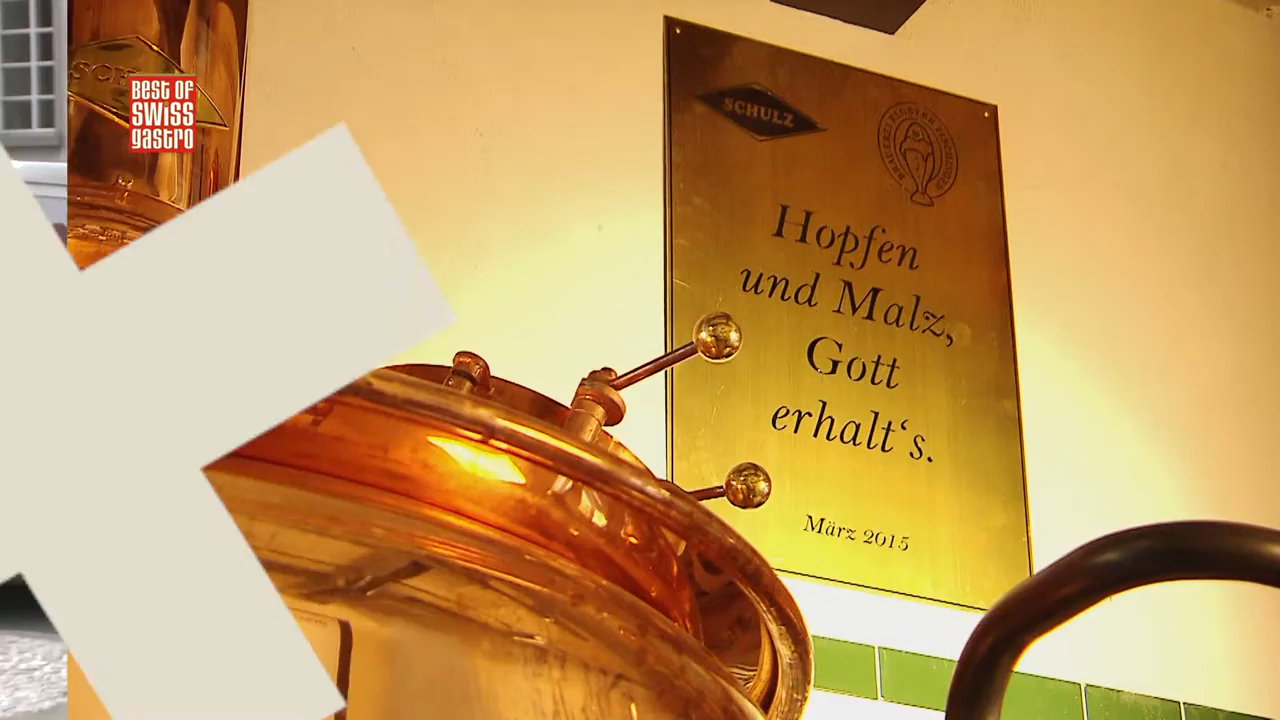 BEST OF
SWiSS
gastro
SCHULZ
Hopfen
und Malz,
Gott
erhalt‘s.
März 2015